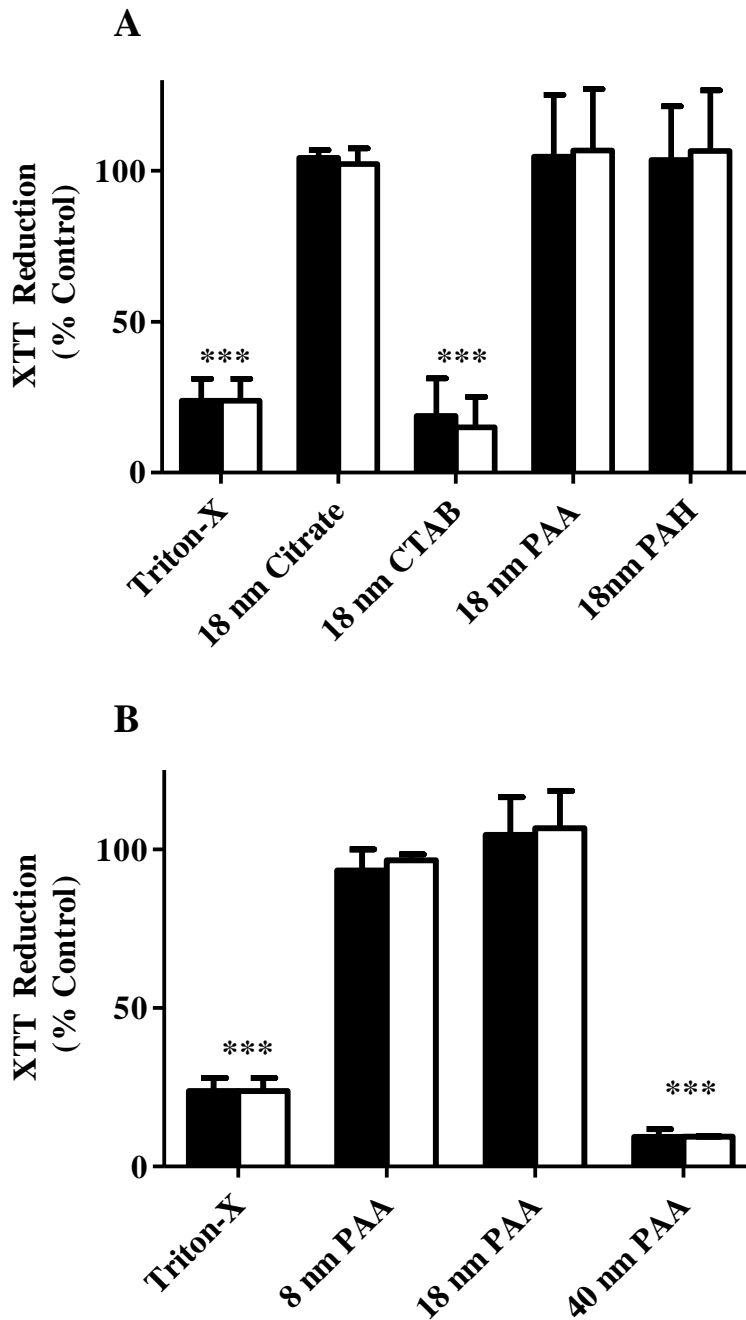 A
XTT Reduction
(% Control)
100
50
0
***
***
Triton-X
18 nm Citrate
18 nm CTAB
18 nm PAA
18nm PAH
B
XTT Reduction
(% Control)
100
50
0
***
***
Triton-X
8 nm PAA
18 nm PAA
40 nm PAA